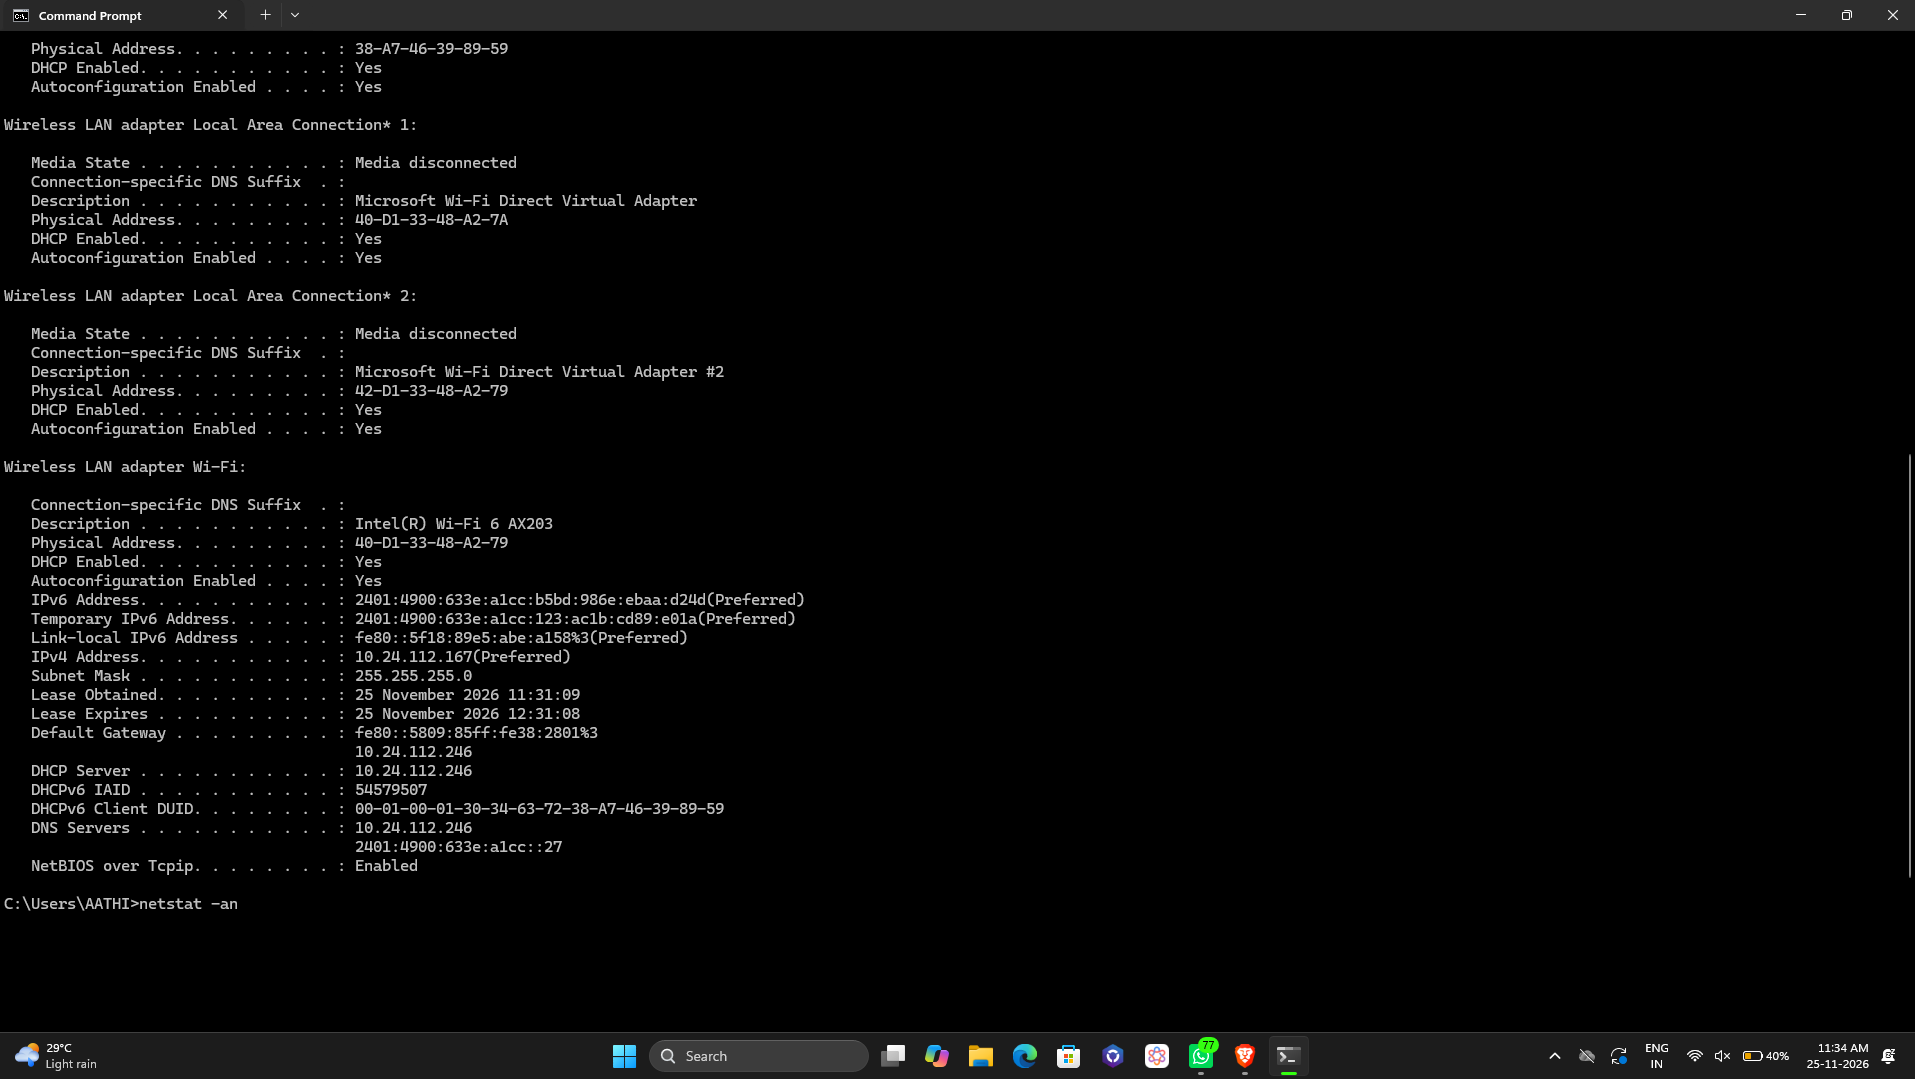 Command Prompt
Physical Address. . . . . . . . . : 38-A7-46-39-89-59
DHCP Enabled. . . . . . . . . . . : Yes
Autoconfiguration Enabled . . . . : Yes
Wireless LAN adapter Local Area Connection* 1:
Media State . . . . . . . . . . . : Media disconnected
Connection-specific DNS Suffix  . :
Description . . . . . . . . . . . : Microsoft Wi-Fi Direct Virtual Adapter
Physical Address. . . . . . . . . : 40-D1-33-48-A2-7A
DHCP Enabled. . . . . . . . . . . : Yes
Autoconfiguration Enabled . . . . : Yes
Wireless LAN adapter Local Area Connection* 2:
Media State . . . . . . . . . . . : Media disconnected
Connection-specific DNS Suffix  . :
Description . . . . . . . . . . . : Microsoft Wi-Fi Direct Virtual Adapter #2
Physical Address. . . . . . . . . : 42-D1-33-48-A2-79
DHCP Enabled. . . . . . . . . . . : Yes
Autoconfiguration Enabled . . . . : Yes
Wireless LAN adapter Wi-Fi:
Connection-specific DNS Suffix  . :
Description . . . . . . . . . . . : Intel(R) Wi-Fi 6 AX203
Physical Address. . . . . . . . . : 40-D1-33-48-A2-79
DHCP Enabled. . . . . . . . . . . : Yes
Autoconfiguration Enabled . . . . : Yes
IPv6 Address. . . . . . . . . . . : 2401:4900:633e:a1cc:b5bd:986e:ebaa:d24d(Preferred)
Temporary IPv6 Address. . . . . . : 2401:4900:633e:a1cc:123:ac1b:cd89:e01a(Preferred)
Link-local IPv6 Address . . . . . : fe80::5f18:89e5:abe:a158%3(Preferred)
IPv4 Address. . . . . . . . . . . : 10.24.112.167(Preferred)
Subnet Mask . . . . . . . . . . . : 255.255.255.0
Lease Obtained. . . . . . . . . . : 25 November 2026 11:31:09
Lease Expires . . . . . . . . . . : 25 November 2026 12:31:08
Default Gateway . . . . . . . . . : fe80::5809:85ff:fe38:2801%3
10.24.112.246
DHCP Server . . . . . . . . . . . : 10.24.112.246
DHCPv6 IAID . . . . . . . . . . . : 54579507
DHCPv6 Client DUID. . . . . . . . : 00-01-00-01-30-34-63-72-38-A7-46-39-89-59
DNS Servers . . . . . . . . . . . : 10.24.112.246
2401:4900:633e:a1cc::27
NetBIOS over Tcpip. . . . . . . . : Enabled
C:\Users\AATHI>netstat -an
29°C
Light rain
Search
77
ENG
IN
40%
11:34 AM
25-11-2026